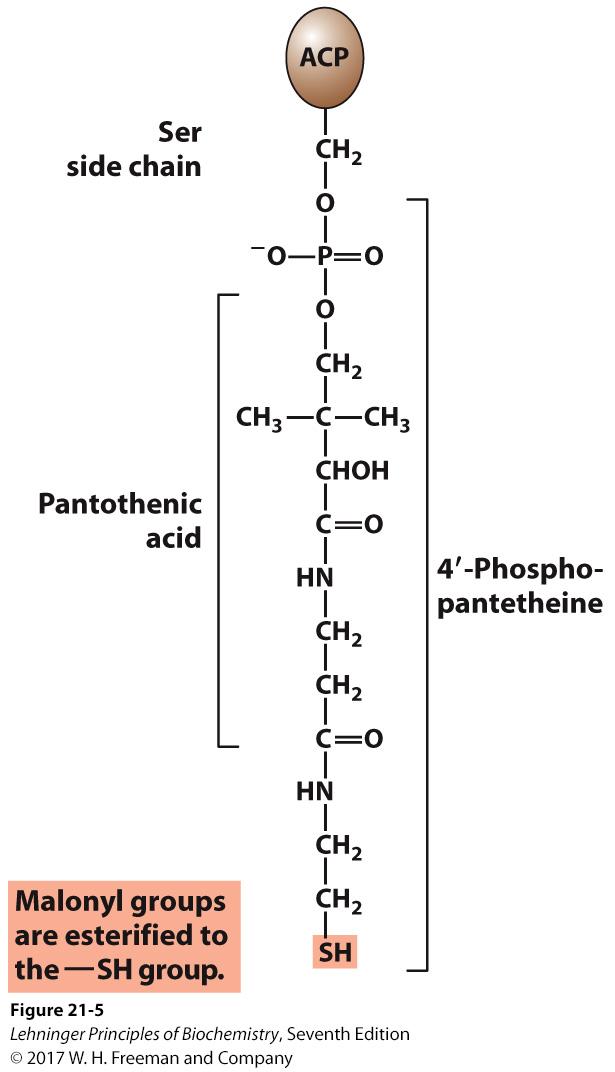 ACP
Ser
side chain
CH₂
O
⁻O—P=O
O
CH₂
CH₃—C—CH₃
CHOH
Pantothenic
acid
C=O
HN
4′-Phospho-
pantetheine
CH₂
CH₂
C=O
HN
CH₂
CH₂
SH
Malonyl groups
are esterified to
the —SH group.
Figure 21-5
Lehninger Principles of Biochemistry, Seventh Edition
© 2017 W. H. Freeman and Company